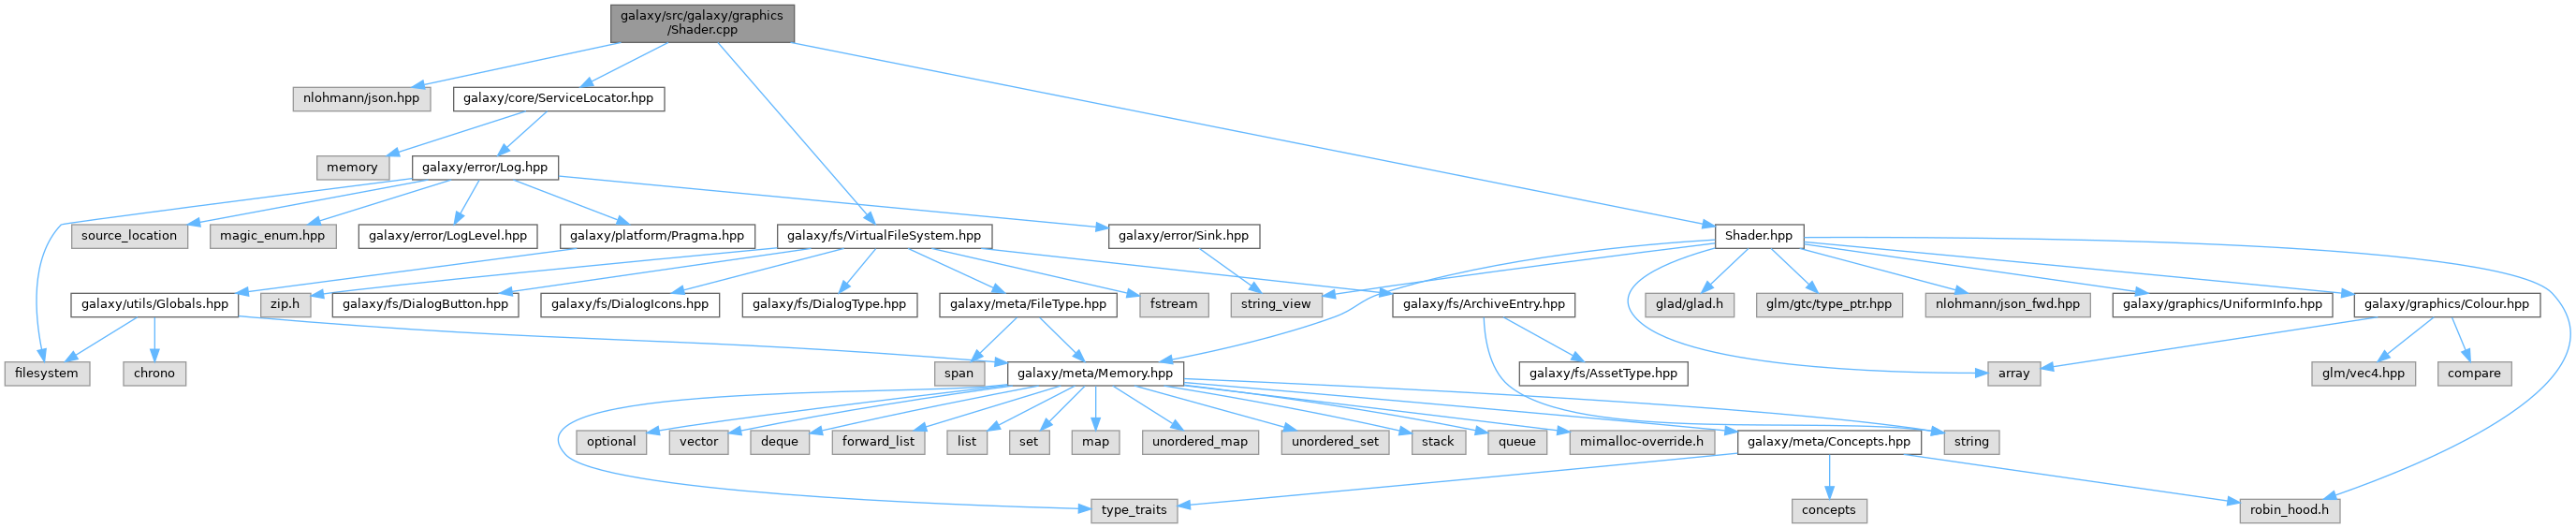 galaxy/src/galaxy/graphics
/Shader.cpp
nlohmann/json.hpp
galaxy/core/ServiceLocator.hpp
memory
galaxy/error/Log.hpp
source_location
magic_enum.hpp
galaxy/error/LogLevel.hpp
galaxy/platform/Pragma.hpp
galaxy/fs/VirtualFileSystem.hpp
galaxy/error/Sink.hpp
Shader.hpp
galaxy/utils/Globals.hpp
zip.h
galaxy/fs/DialogButton.hpp
galaxy/fs/DialogIcons.hpp
galaxy/fs/DialogType.hpp
galaxy/meta/FileType.hpp
fstream
string_view
galaxy/fs/ArchiveEntry.hpp
glad/glad.h
glm/gtc/type_ptr.hpp
nlohmann/json_fwd.hpp
galaxy/graphics/UniformInfo.hpp
galaxy/graphics/Colour.hpp
filesystem
chrono
span
galaxy/meta/Memory.hpp
galaxy/fs/AssetType.hpp
array
glm/vec4.hpp
compare
optional
vector
deque
forward_list
list
set
map
unordered_map
unordered_set
stack
queue
mimalloc-override.h
galaxy/meta/Concepts.hpp
string
type_traits
concepts
robin_hood.h